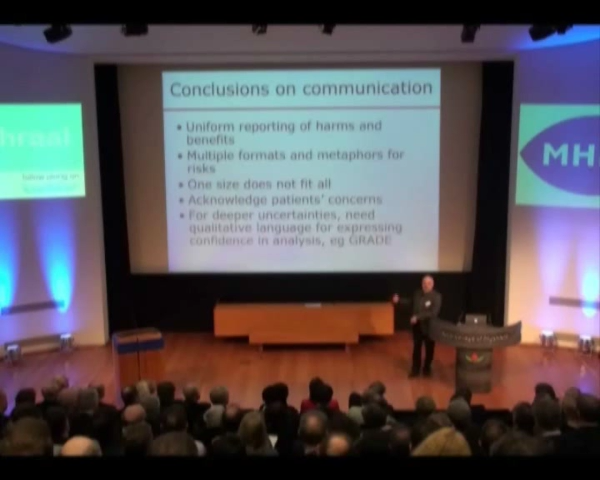 Conclusions on communication
• Uniform reporting of harms and
benefits
• Multiple formats and metaphors for
risks
• One size does not fit all
• Acknowledge patients' concerns
• For deeper uncertainties, need
qualitative language for expressing
confidence in analysis, eg GRADE
MH